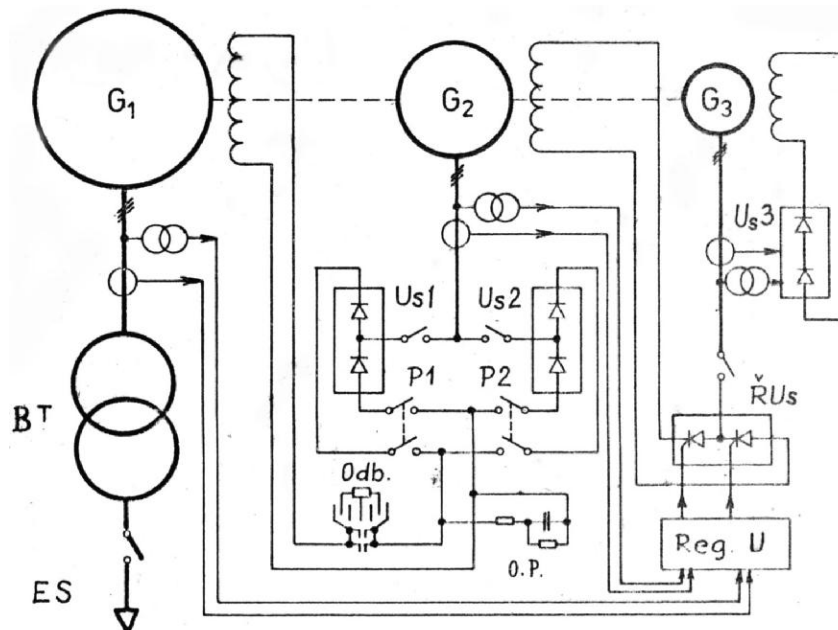 G1
G2
G3
Us3
Us1
Us2
P1
P2
ŘUs
BT
Odb.
Reg. U
O.P.
ES